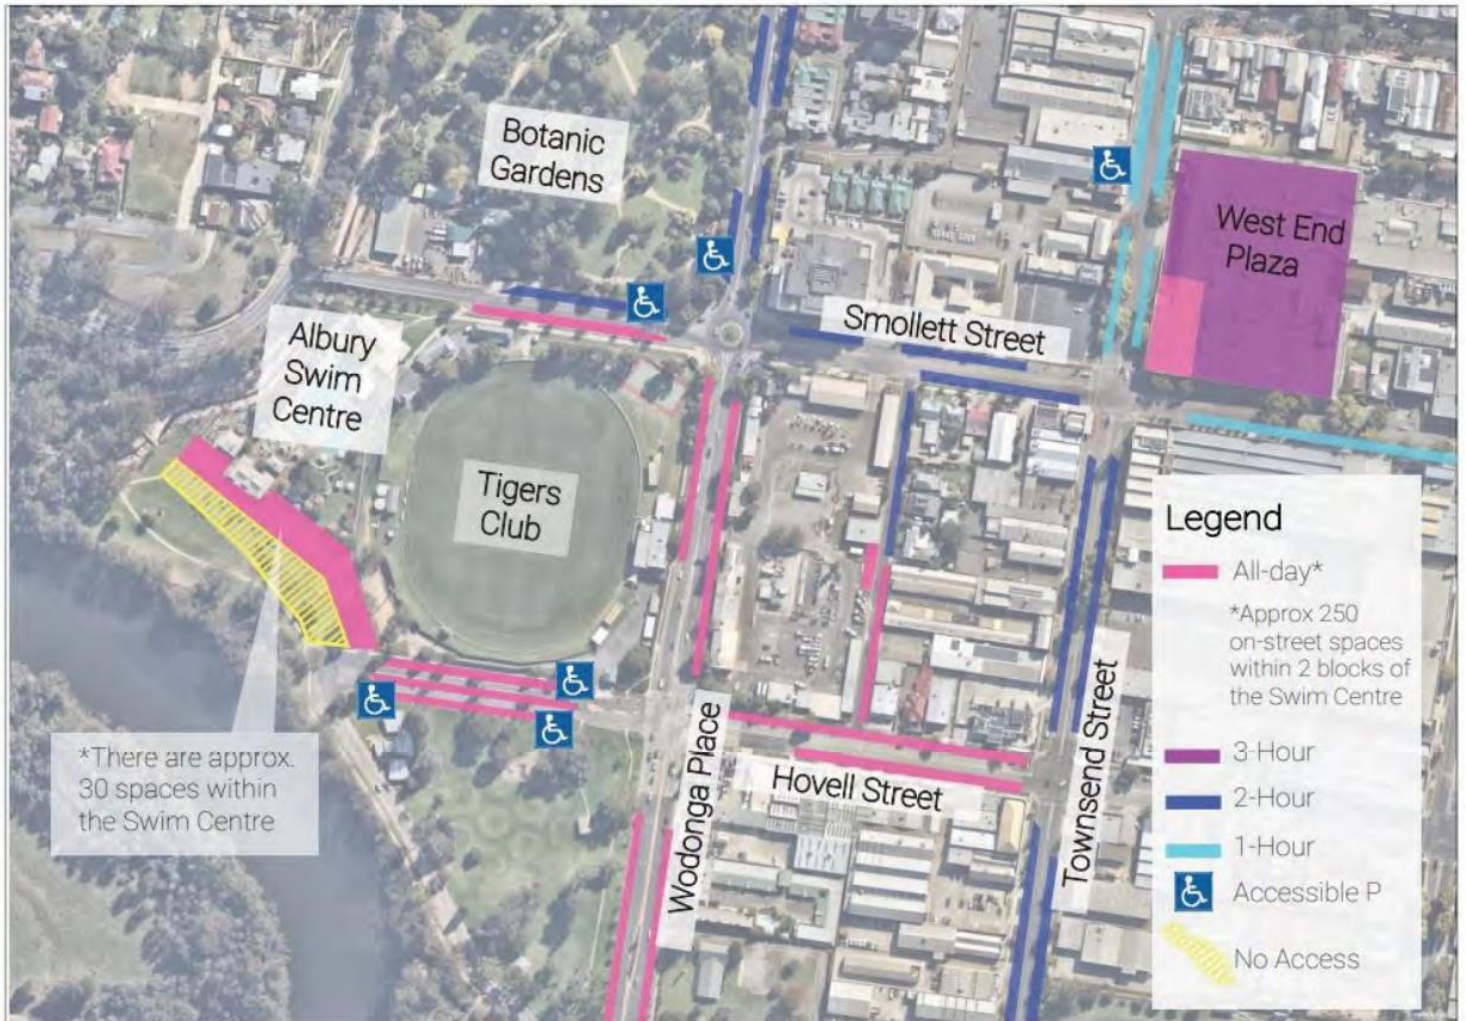 Botanic
Gardens
West End
Plaza
Smollett Street
Albury
Swim
Centre
Tigers
Club
Legend
All-day*
*Approx 250
on-street spaces
within 2 blocks of
the Swim Centre
3-Hour
2-Hour
1-Hour
Accessible P
No Access
*There are approx.
30 spaces within
the Swim Centre
Wodonga Place
Hovell Street
Townsend Street